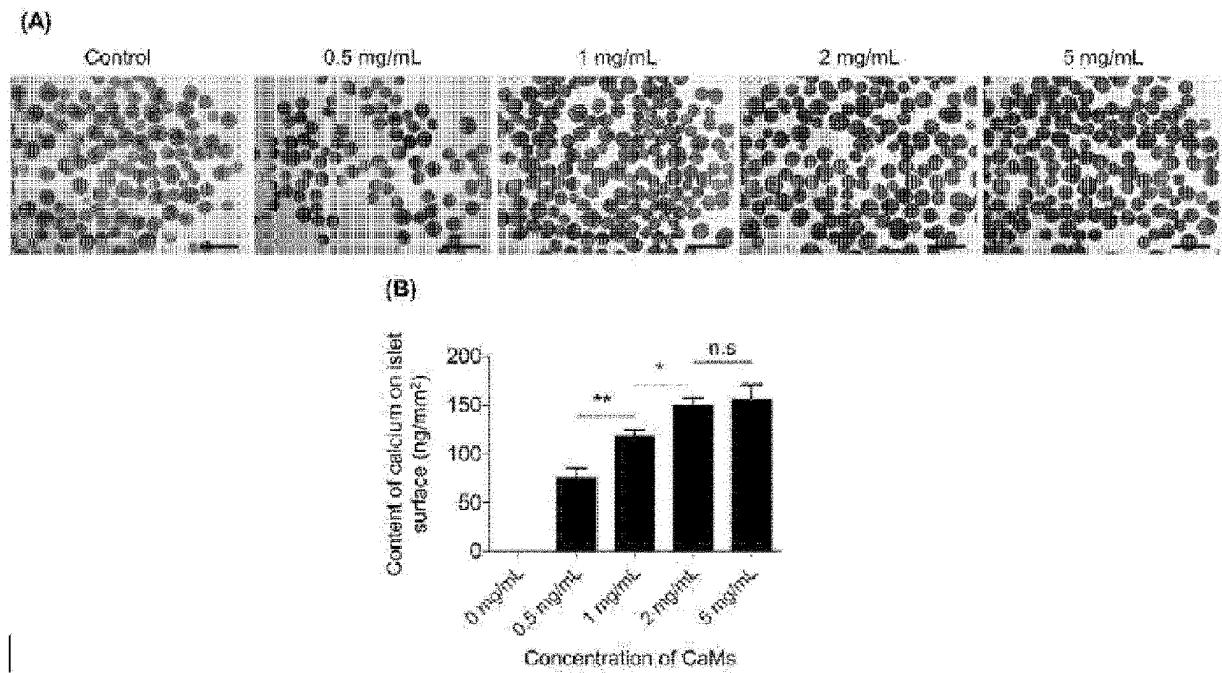 (A)
Control 0.5 mg/mL 1 mg/mL 2 mg/mL 5 mg/mL
(B)
Content of calcium on islet
surface (ng/mm²)
200
150
100
50
0
**
*
n.s
0 mg/mL
0.5 mg/mL
1 mg/mL
2 mg/mL
5 mg/mL
Concentration of CaMs